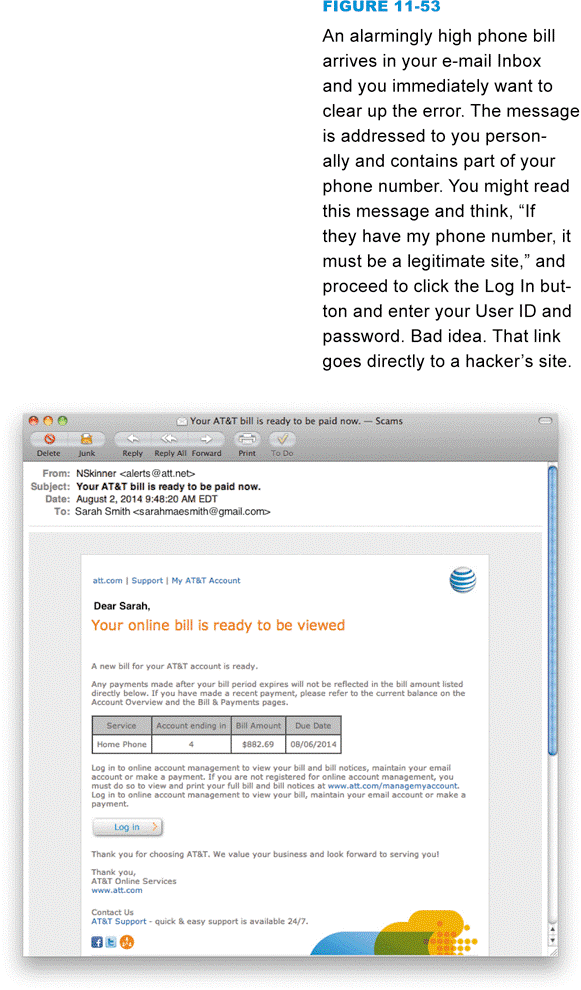 FIGURE 11-53
An alarmingly high phone bill
arrives in your e-mail Inbox
and you immediately want to
clear up the error. The message
is addressed to you person-
ally and contains part of your
phone number. You might read
this message and think, “If
they have my phone number, it
must be a legitimate site,” and
proceed to click the Log In but-
ton and enter your User ID and
password. Bad idea. That link
goes directly to a hacker’s site.
Your AT&T bill is ready to be paid now. — Scams
Delete Junk Reply Reply All Forward Print To Do
From: NSkinner <alerts@att.net>
Subject: Your AT&T bill is ready to be paid now.
Date: August 2, 2014 9:48:20 AM EDT
To: Sarah Smith <sarahmaesmith@gmail.com>
att.com | Support | My AT&T Account
Dear Sarah,
Your online bill is ready to be viewed
A new bill for your AT&T account is ready.
Any payments made after your bill period expires will not be reflected in the bill amount listed
directly below. If you have made a recent payment, please refer to the current balance on the
Account Overview and the Bill & Payments pages.
Service Account ending in Bill Amount Due Date
Home Phone 4 $882.69 08/06/2014
Log in to online account management to view your bill and bill notices, maintain your email
account or make a payment. If you are not registered for online account management, you
must do so to view and print your full bill and bill notices at www.att.com/managemyaccount.
Log in to online account management to view your bill, maintain your email account or make a
payment.
Log in
Thank you for choosing AT&T. We value your business and look forward to serving you!
Thank you,
AT&T Online Services
www.att.com
Contact Us
AT&T Support - quick & easy support is available 24/7.